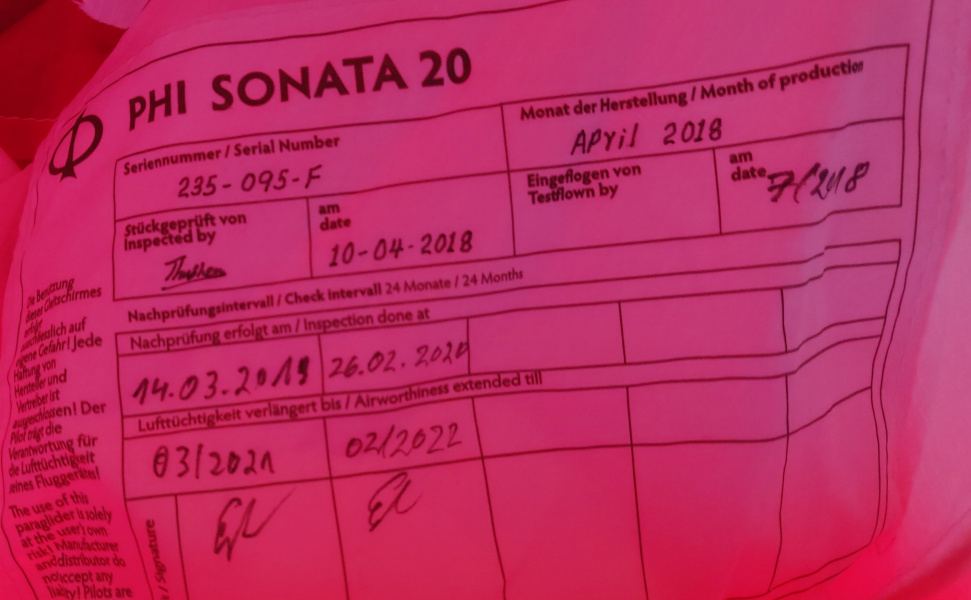 PHI SONATA 20
Seriennummer / Serial Number
235-095-F
Monat der Herstellung / Month of production
APril 2018
Stückgeprüft von
Inspected by
am
date
10-04-2018
Eingeflogen von
Testflown by
am
date
7/2018
Nachprüfungsintervall / Check intervall 24 Monate / 24 Months
Nachprüfung erfolgt am / Inspection done at
14.03.2019
26.02.2020
Lufttüchtigkeit verlängert bis / Airworthiness extended till
03/2021
02/2022
/ Signature
Die Benutzung
dieses Gleitschirmes
erfolgt
ausschliesslich auf
eigene Gefahr! Jede
Haftung von
Hersteller und
Vertreiber ist
ausgeschlossen! Der
Pilot trägt die
Verantwortung für
die Lufttüchtigkeit
seines Fluggerätes!
The use of this
paraglider is solely
at the user's own
risk! Manufacturer
and distributor do
not accept any
liability! Pilots are